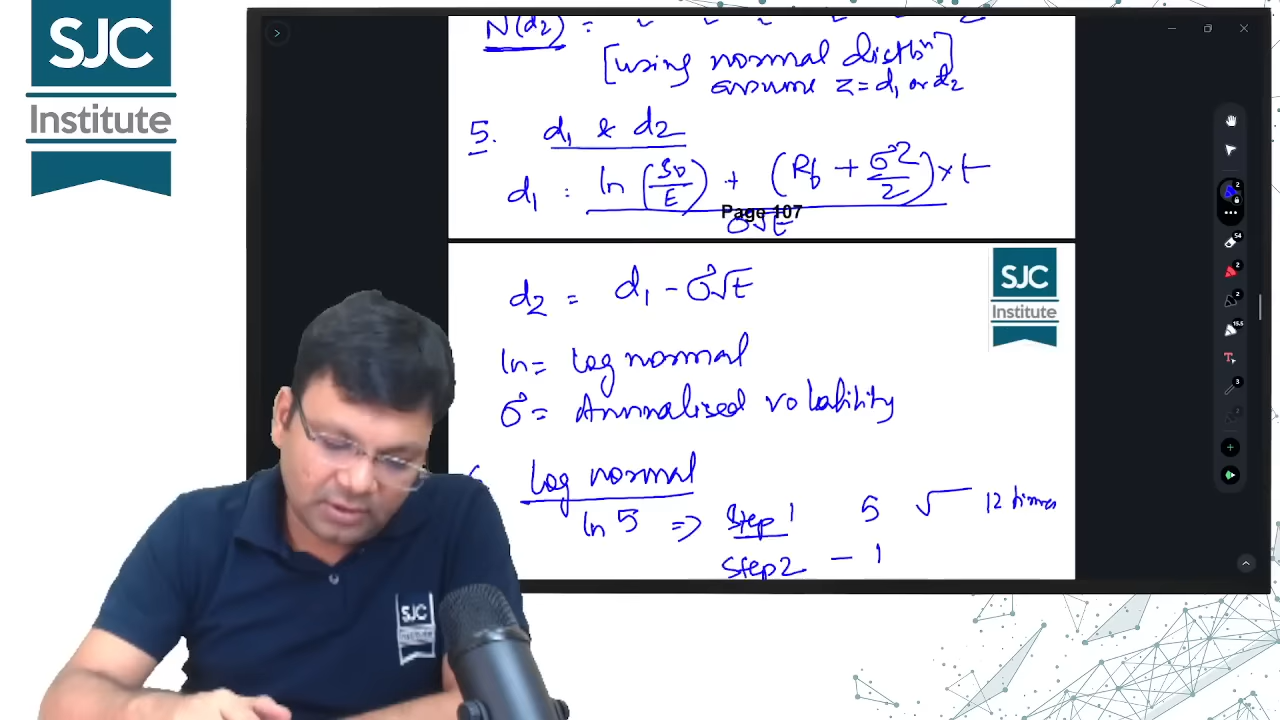 SJC
Institute
N(d2) =
[using normal distbn]
assume z = d1 or d2
5. d1 & d2
d1 = ln (S0/E) + (Rf + σ^2/2) × t
Page 107
σ√t
SJC
Institute
d2 = d1 - σ√t
ln = log normal
σ = Annualised volatility
log normal
ln 5 => Step 1 5 √ 12 times
Step 2 - 1
SJC
Institute